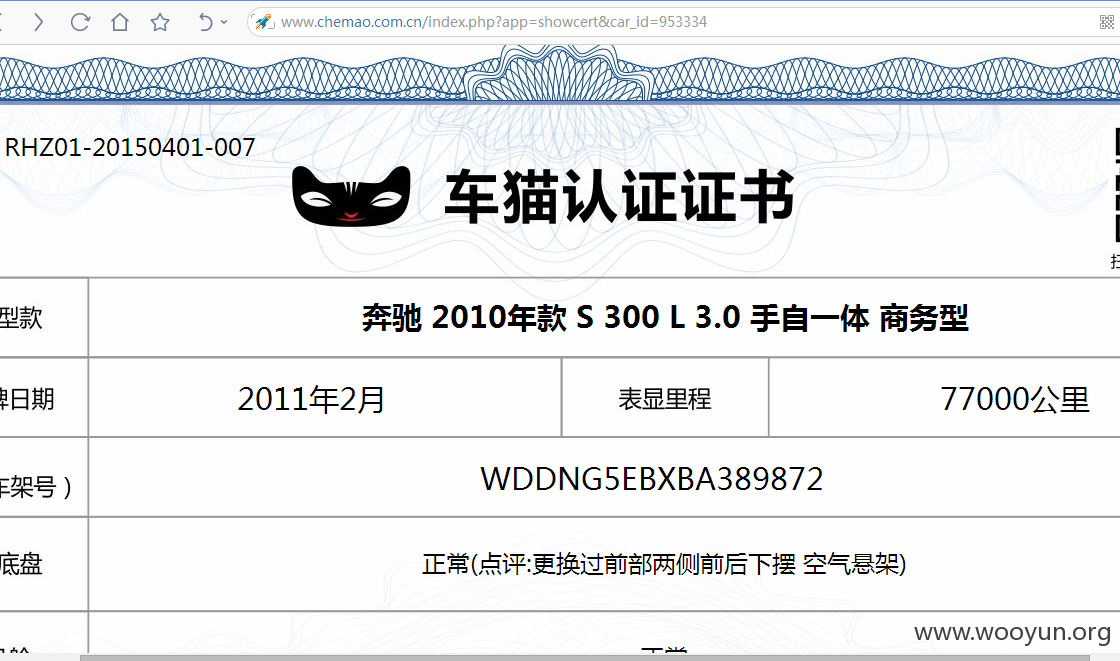 www.chemao.com.cn/index.php?app=showcert&car_id=953334
RHZ01-20150401-007
车猫认证证书
型款 奔驰 2010年款 S 300 L 3.0 手自一体 商务型
牌日期 2011年2月 表显里程 77000公里
车架号 ) WDDNG5EBXBA389872
底盘 正常(点评:更换过前部两侧前后下摆 空气悬架)
正常
www.wooyun.org